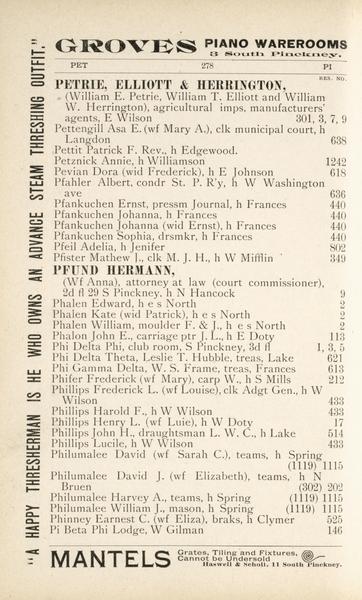 GROVES PIANO WAREROOMS
3 South Pinckney.
PET 278 PI
RES. NO.
PETRIE, ELLIOTT & HERRINGTON,
(William E. Petrie, William T. Elliott and William
W. Herrington), agricultural imps, manufacturers'
agents, E Wilson 301, 3, 7, 9
Pettengill Asa E. (wf Mary A.), clk municipal court, h
Langdon 638
Pettit Patrick F. Rev., h Edgewood.
Petznick Annie, h Williamson 1242
Pevian Dora (wid Frederick), h E Johnson 618
Pfahler Albert, condr St. P. R'y, h W Washington
ave 636
Pfankuchen Ernst, pressm Journal, h Frances 440
Pfankuchen Johanna, h Frances 440
Pfankuchen Johanna (wid Ernst), h Frances 440
Pfankuchen Sophia, drsmkr, h Frances 440
Pfeil Adelia, h Jenifer 802
Pfister Mathew J., clk M. J. H., h W Mifflin 349
PFUND HERMANN,
(Wf Anna), attorney at law (court commissioner),
2d fl 29 S Pinckney, h N Hancock 9
Phalen Edward, h e s North 2
Phalen Kate (wid Patrick), h e s North 2
Phalen William, moulder F. & J., h e s North 2
Phalon John E., carriage ptr J. L., h E Doty 113
Phi Delta Phi, club room, S Pinckney, 3d fl 1, 3, 5
Phi Delta Theta, Leslie T. Hubble, treas, Lake 621
Phi Gamma Delta, W. S. Frame, treas, Frances 613
Phifer Frederick (wf Mary), carp W., h S Mills 212
Phillips Frederick L. (wf Louise), clk Adgt Gen., h W
Wilson 433
Phillips Harold F., h W Wilson 433
Phillips Henry L. (wf Luie), h W Doty 17
Phillips John H., draughtsman L. W. C., h Lake 514
Phillips Lucile, h W Wilson 433
Philumalee David (wf Sarah C.), teams, h Spring
(1119) 1115
Philumalee David J. (wf Elizabeth), teams, h N
Bruen (302) 202
Philumalee Harvey A., teams, h Spring (1119) 1115
Philumalee William J., mason, h Spring (1119) 1115
Phinney Earnest C. (wf Eliza), braks, h Clymer 525
Pi Beta Phi Lodge, W Gilman 146
MANTELS Grates, Tiling and Fixtures,
Cannot be Undersold
Haswell & Scholl, 11 South Pinckney.
"A HAPPY THRESHERMAN IS HE WHO OWNS AN ADVANCE STEAM THRESHING OUTFIT."